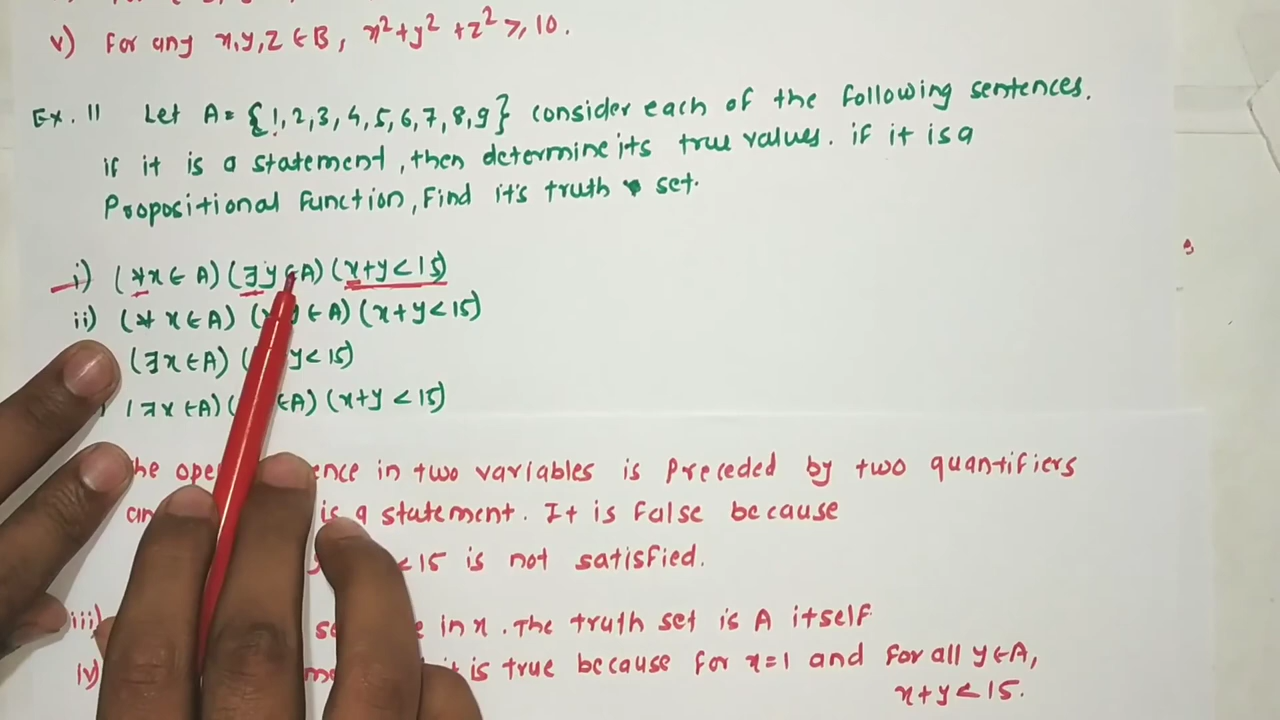 v) For any x,y,z ∈ B, x²+y²+z² ≥ 10.
Ex. 11 Let A = {1,2,3,4,5,6,7,8,9} consider each of the following sentences.
if it is a statement, then determine its true values. if it is a
Propositional Function, Find it's truth set.
i) (∀x ∈ A) (∃y ∈ A) (x+y < 15)
ii) (∀ x ∈ A) ( ∈ A) (x+y < 15)
(∃x ∈ A) ( y < 15)
(∃x ∈ A) ( ∈ A) (x+y < 15)
in two variables is preceded by two quantifiers
is a statement. It is False because
< 15 is not satisfied.
iii) in x. The truth set is A itself
iv) it is true because for x=1 and for all y ∈ A,
x+y < 15.